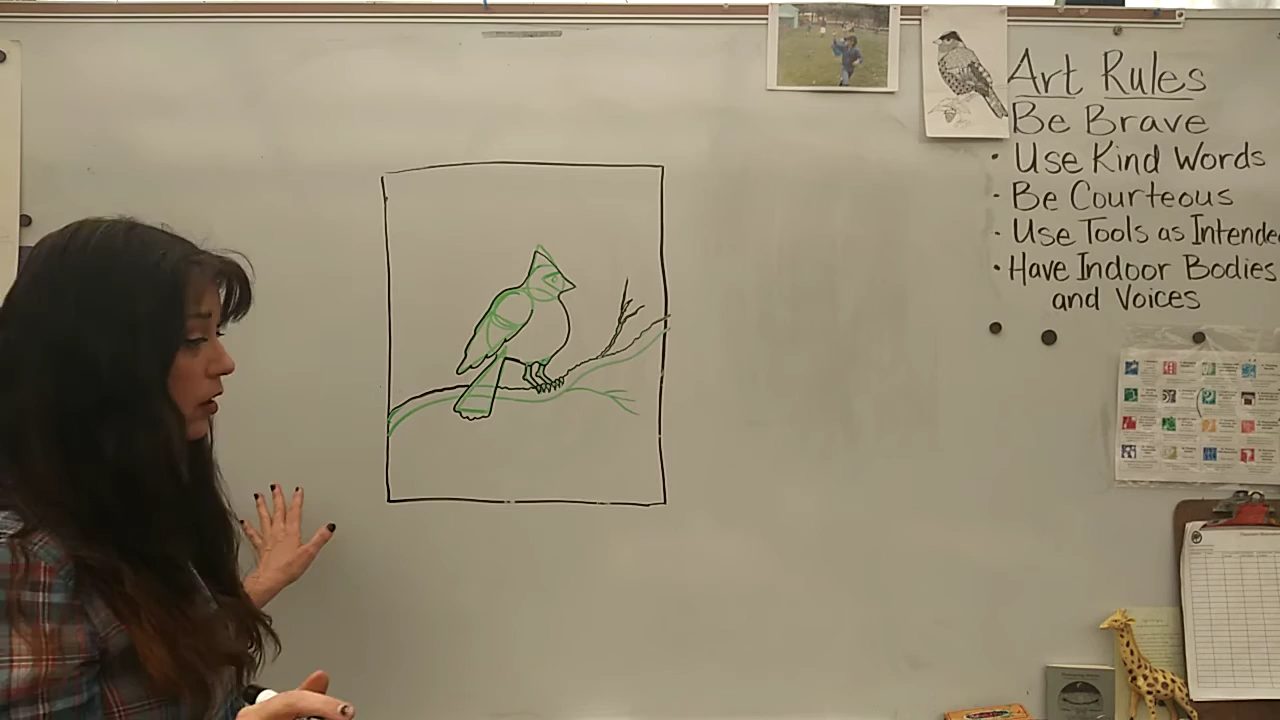 Art Rules
Be Brave
• Use Kind Words
- Be Courteous
- Use Tools as Intende
• Have Indoor Bodies
and Voices